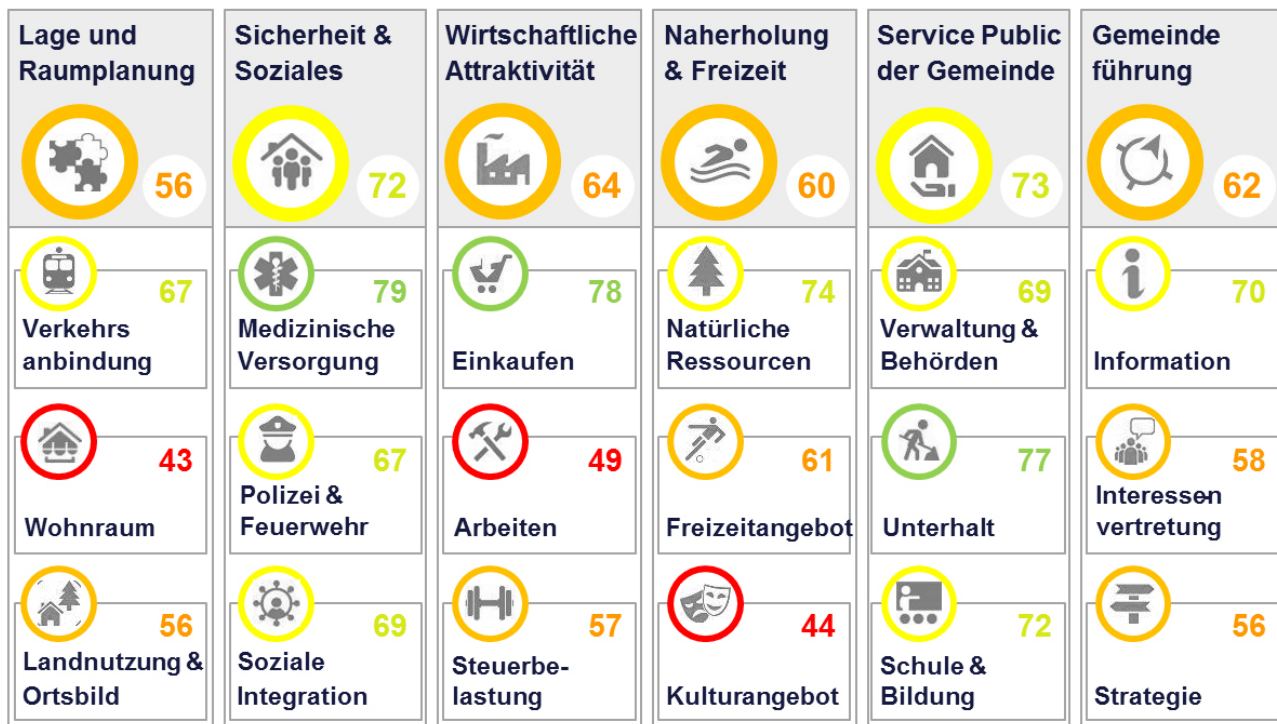 Lage und
Raumplanung
56
67
Verkehrs
anbindung
43
Wohnraum
56
Landnutzung &
Ortsbild
Sicherheit &
Soziales
72
79
Medizinische
Versorgung
67
Polizei &
Feuerwehr
69
Soziale
Integration
Wirtschaftliche
Attraktivität
64
78
Einkaufen
49
Arbeiten
57
Steuerbe-
lastung
Naherholung
& Freizeit
60
74
Natürliche
Ressourcen
61
Freizeitangebot
44
Kulturangebot
Service Public
der Gemeinde
73
69
Verwaltung &
Behörden
77
Unterhalt
72
Schule &
Bildung
Gemeinde-
führung
62
70
Information
58
Interessen-
vertretung
56
Strategie